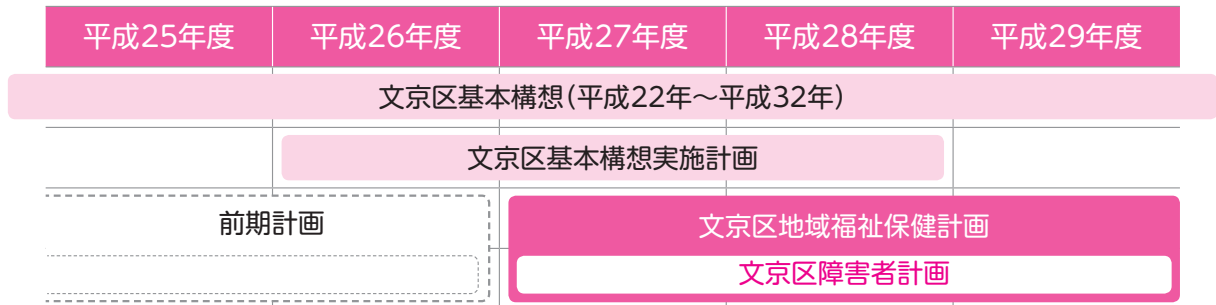 平成25年度 平成26年度 平成27年度 平成28年度 平成29年度
文京区基本構想(平成22年～平成32年)
文京区基本構想実施計画
前期計画
文京区地域福祉保健計画
文京区障害者計画